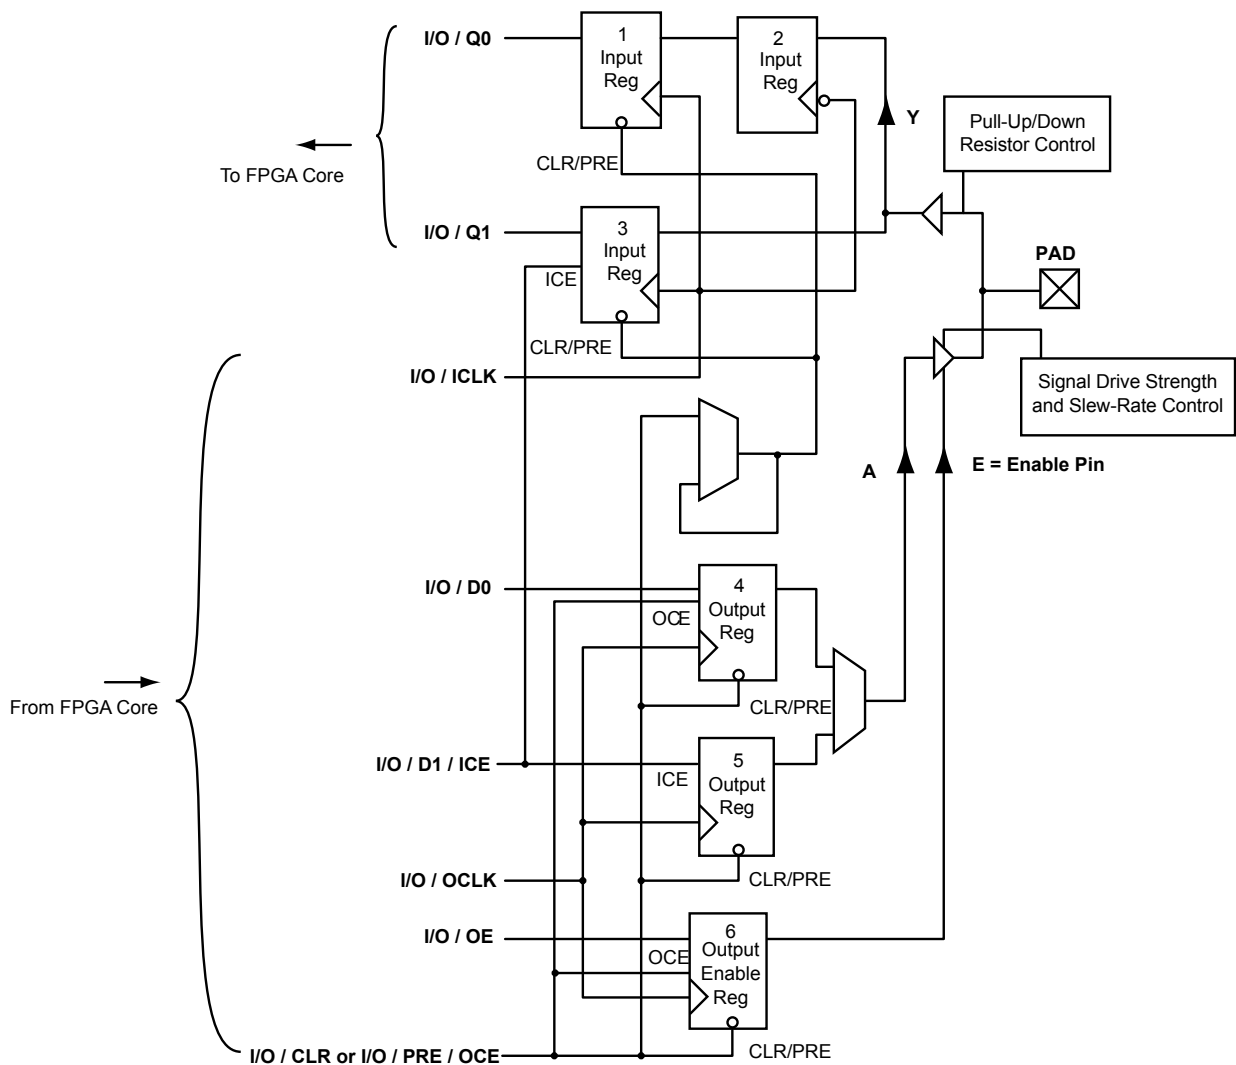 I/O / Q0
1
Input
Reg
2
Input
Reg
Y
Pull-Up/Down
Resistor Control
CLR/PRE
To FPGA Core
I/O / Q1
3
Input
Reg
ICE
PAD
CLR/PRE
I/O / ICLK
Signal Drive Strength
and Slew-Rate Control
A
E = Enable Pin
I/O / D0
4
Output
Reg
OCE
CLR/PRE
From FPGA Core
I/O / D1 / ICE
5
Output
Reg
ICE
CLR/PRE
I/O / OCLK
I/O / OE
6
Output
Enable
Reg
OCE
CLR/PRE
I/O / CLR or I/O / PRE / OCE